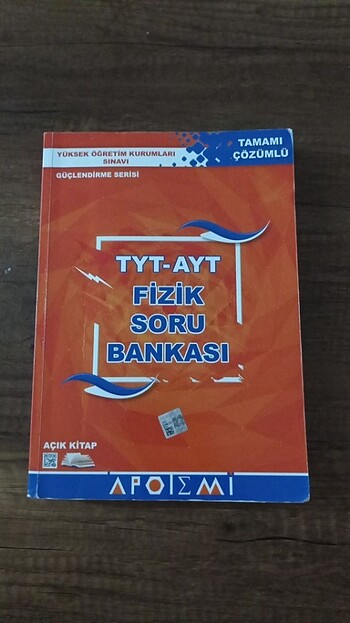 YÜKSEK ÖĞRETİM KURUMLARI
SINAVI
GÜÇLENDİRME SERİSİ
TAMAMI
ÇÖZÜMLÜ
TYT-AYT
FİZİK
SORU
BANKASI
AÇIK KİTAP
APOIEMI